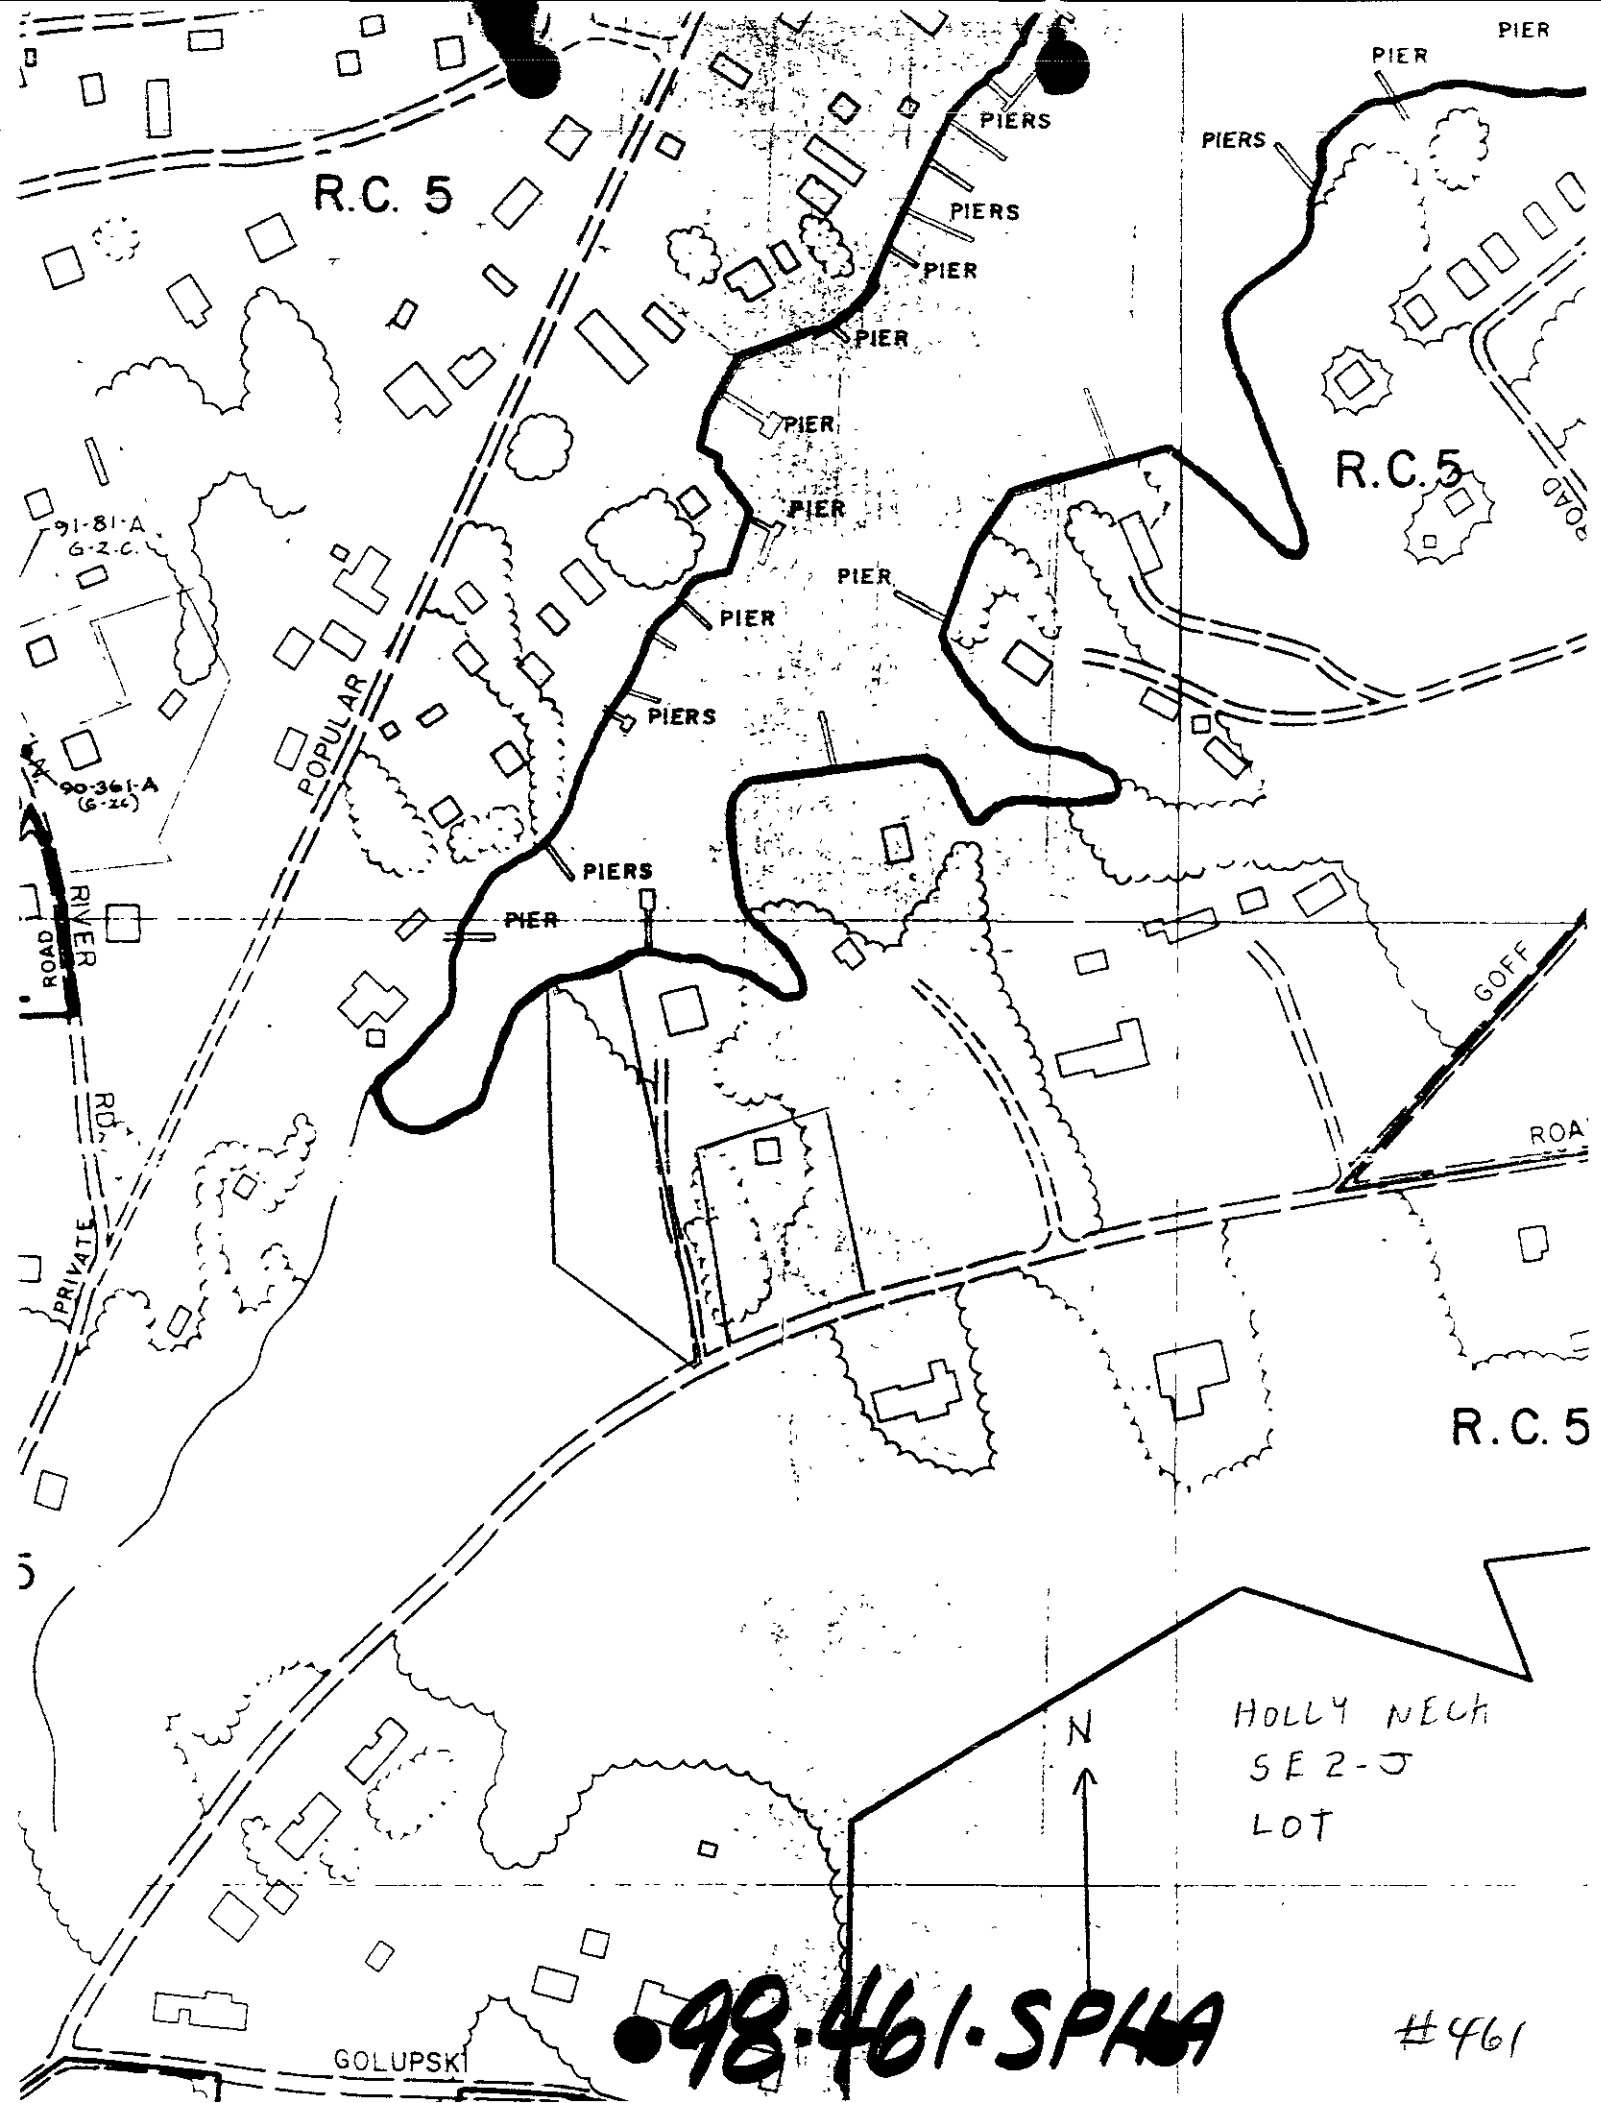 PIER
PIER
PIERS
PIERS
R.C. 5
PIERS
PIER
PIER
PIER
R.C. 5
ROAD
PIER
91-81-A
6-2.C.
PIER
PIER
POPULAR
PIERS
90-361-A
PIERS
RIVER
ROAD
PIER
GOFF
RD.
ROA
PRIVATE
R.C. 5
5
N
HOLLY NECK
SE 2-J
LOT
98-461-SPHA
#461
GOLUPSKI